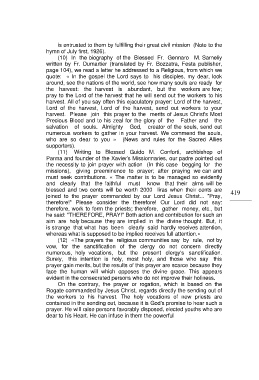 is entrusted to them by fulfilling their great civil mission (Note to the
hymn of July first, 1926).
(10) In the biography of the Blessed Fr. Gennaro M. Sarnelly
written by Fr. Dumortier (translated by Fr. Bozzatra, Festa publisher,
page 104), we read a letter he addressed to a Religious, from which we
quote: « In the gospel the Lord says to his disciples, my dear, look
around, see the nations of the world, see how many souls are ready for
the harvest: the harvest is abundant, but the workers are few;
pray to the Lord of the harvest that he will send out the workers to his
harvest. All of you say often this ejaculatory prayer: Lord of the harvest,
Lord of the harvest, Lord of the harvest, send out workers to your
harvest. Please join this prayer to the merits of Jesus Christ's Most
Precious Blood and to his zeal for the glory of the Father and the
salvation of souls. Almighty God, creator of the souls, send out
numerous workers to gather in your harvest. We commend the souls,
who are so dear to you » (News and rules for the Sacred Allies
supporters).
(11) Writing to Blessed Guido M. Conforti, archbishop of
Parma and founder of the Xavier's Missionaries, our padre pointed out
the necessity to join prayer with action (in this case begging for the
missions), giving preeminence to prayer; after praying we can and
must seek contributions. « The matter is to be managed so evidently
and clearly that the faithful must know that their alms will be
blessed and two cents will be worth 2000 liras when their cents are
joined to the prayer commanded by our Lord Jesus Christ... "Pray,
therefore!" Please consider the therefore! Our Lord did not say:
therefore, work to form the priests; therefore, gather money, etc., but
he said: "THEREFORE, PRAY!" Both action and contribution for such an
aim are holy because they are implied in the divine thought. But, it
is strange that what has been clearly said hardly receives attention,
whereas what is supposed to be implied receives full attention.»
(12) «The prayers the religious communities say by rule, not by
vow, for the sanctification of the clergy do not concern directly
numerous, holy vocations, but the present clergy's sanctification.
Surely, this intention is holy, most holy, and those who say this
prayer gain merits, but the results of this prayer are scarce because they
face the human will which opposes the divine grace. This appears
evident in the consecrated persons who do not improve their holiness.
On the contrary, the prayer or rogation, which is based on the
Rogate commanded by Jesus Christ, regards directly the sending out of
the workers to his harvest. The holy vocations of new priests are
contained in the sending out, because it is God's promise to hear such a
prayer. He will raise persons favorably disposed, elected youths who are
dear to his Heart. He can infuse in them the powerful
419